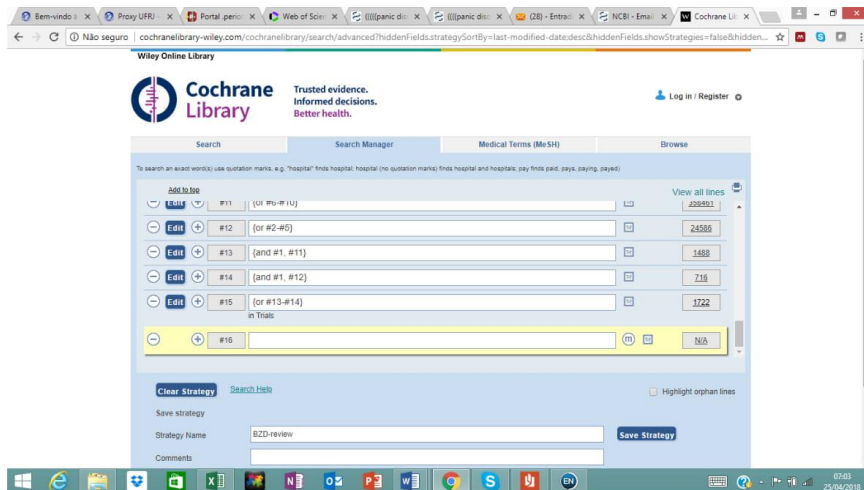 Bem-vindo à
Proxy UFRJ -
Portal .perio
Web of Scien
(((((panic disc
((((panic disc
(28) - Entrad
NCBI - Email
Cochrane Lib
Não seguro | cochranelibrary-wiley.com/cochranelibrary/search/advanced?hiddenFields.strategySortBy=last-modified-date;desc&hiddenFields.showStrategies=false&hidden...
Wiley Online Library
Cochrane Library
Trusted evidence.
Informed decisions.
Better health.
Log in / Register
Search Search Manager Medical Terms (MeSH) Browse
To search an exact word(s) use quotation marks, e.g. "hospital" finds hospital; hospital (no quotation marks) finds hospital and hospitals; pay finds paid, pays, paying, payed)
Add to top View all lines
Edit #11 {or #6-#10} 358461
Edit #12 {or #2-#5} 24586
Edit #13 {and #1, #11} 1488
Edit #14 {and #1, #12} 716
Edit #15 {or #13-#14} 1722
in Trials
#16 N/A
Clear Strategy Search Help Highlight orphan lines
Save strategy
Strategy Name BZD-review Save Strategy
Comments
EN
07:03
25/04/2018